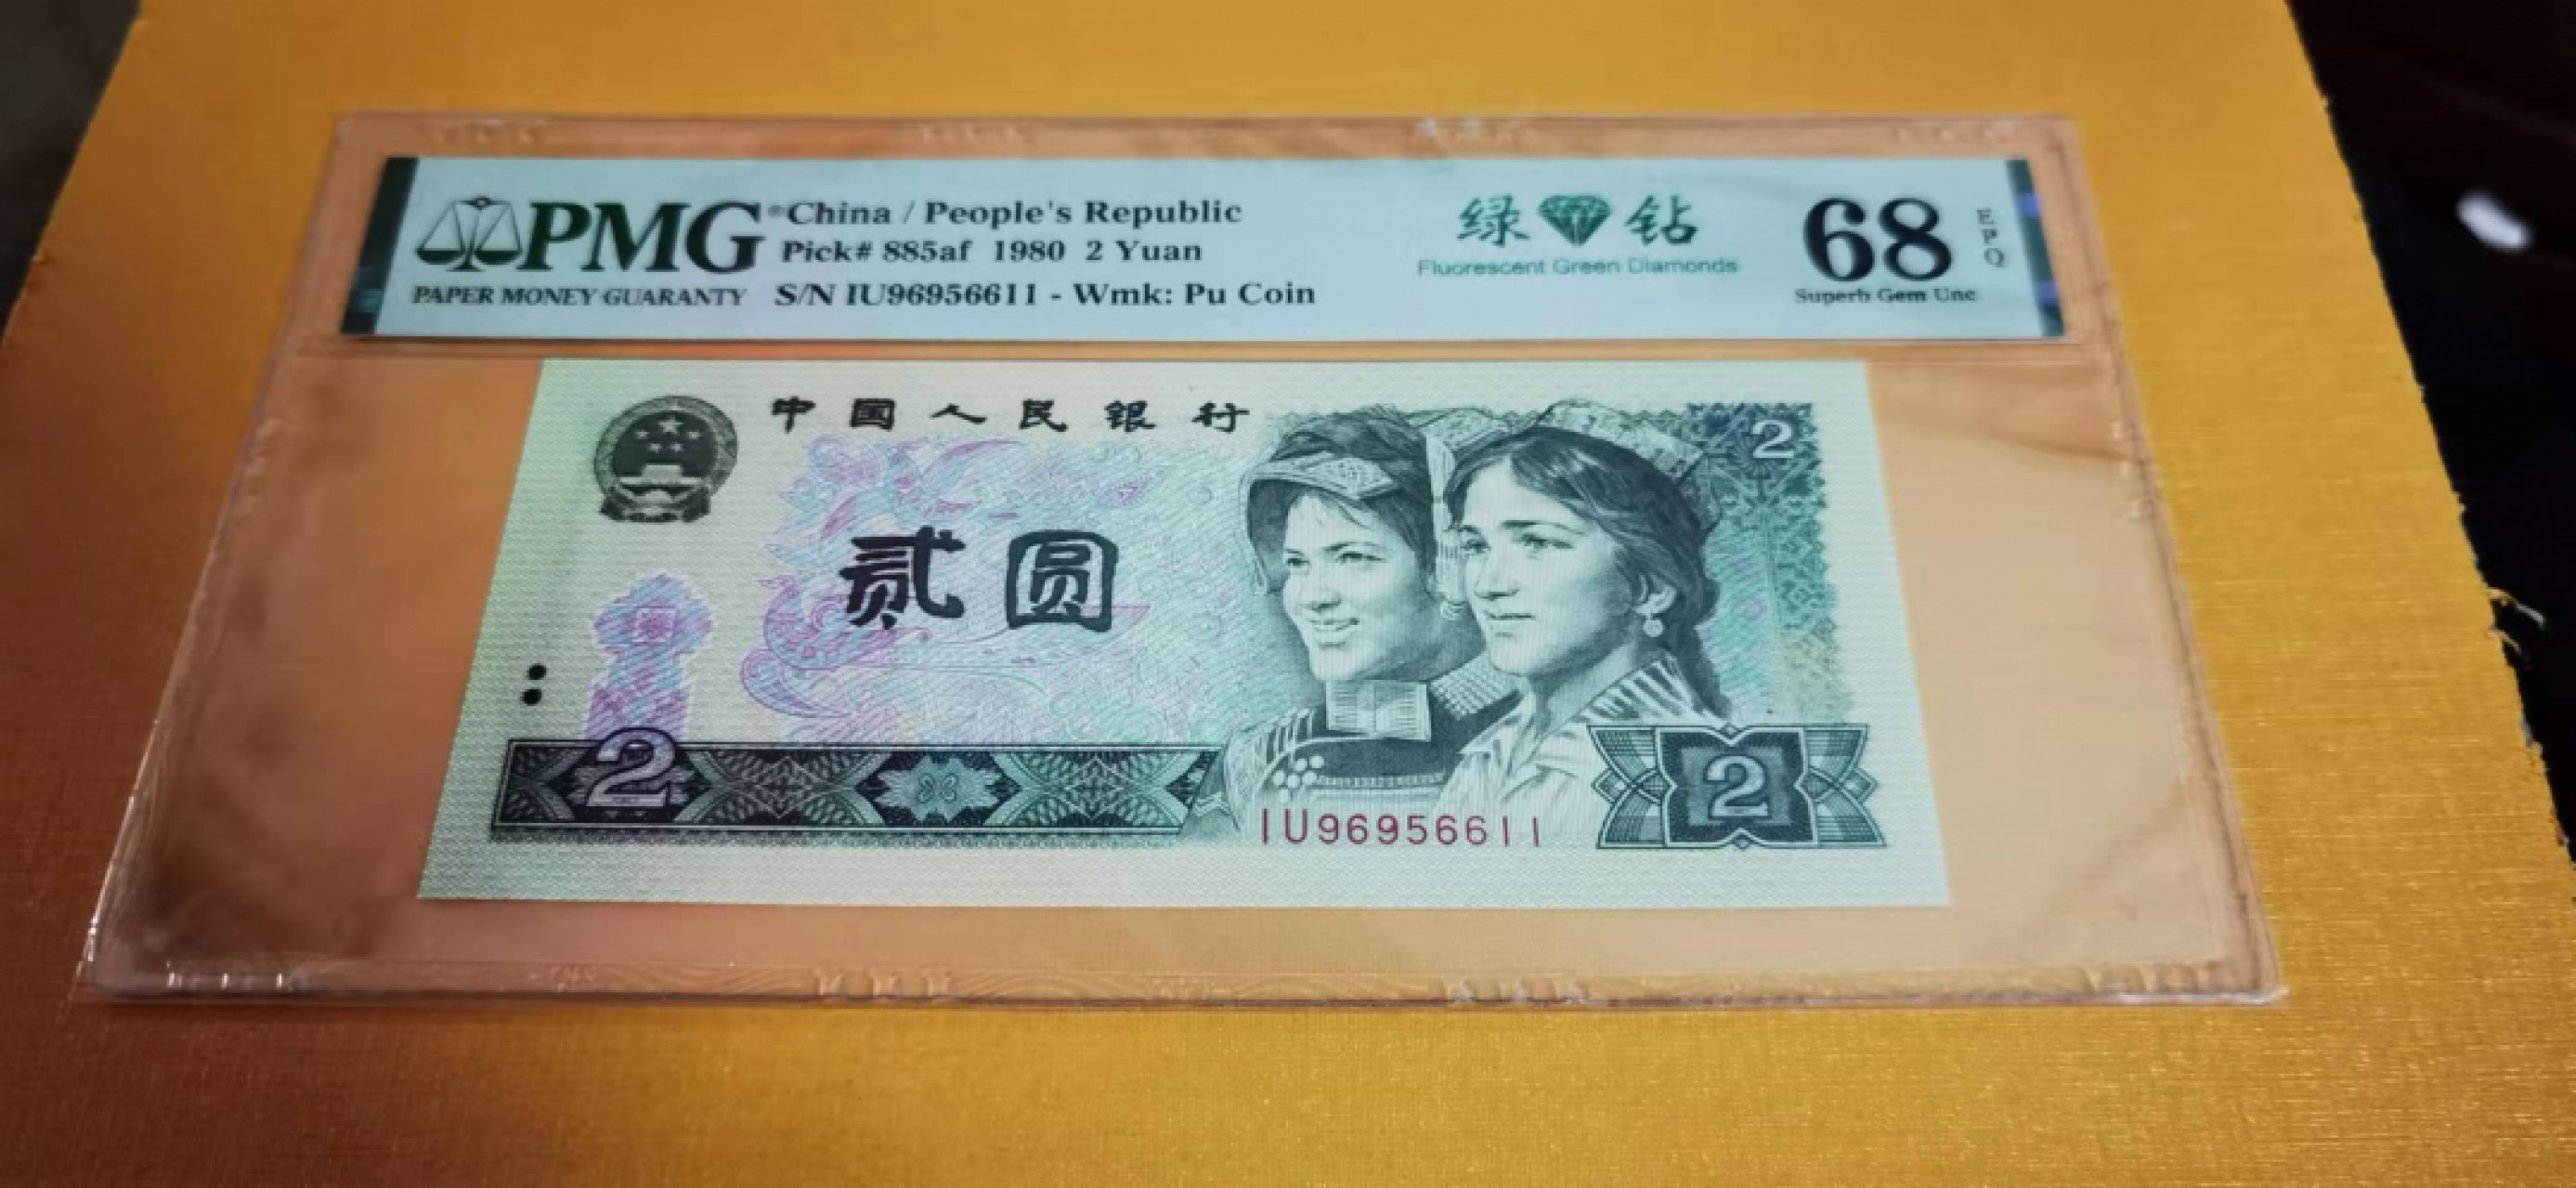 PMG® China / People's Republic
Pick# 885af 1980 2 Yuan
PAPER MONEY GUARANTY S/N IU96956611 - Wmk: Pu Coin
绿 钻
Fluorescent Green Diamonds
68 EPQ
Superb Gem Unc
中国人民银行
2
贰圆
2
2
IU96956611